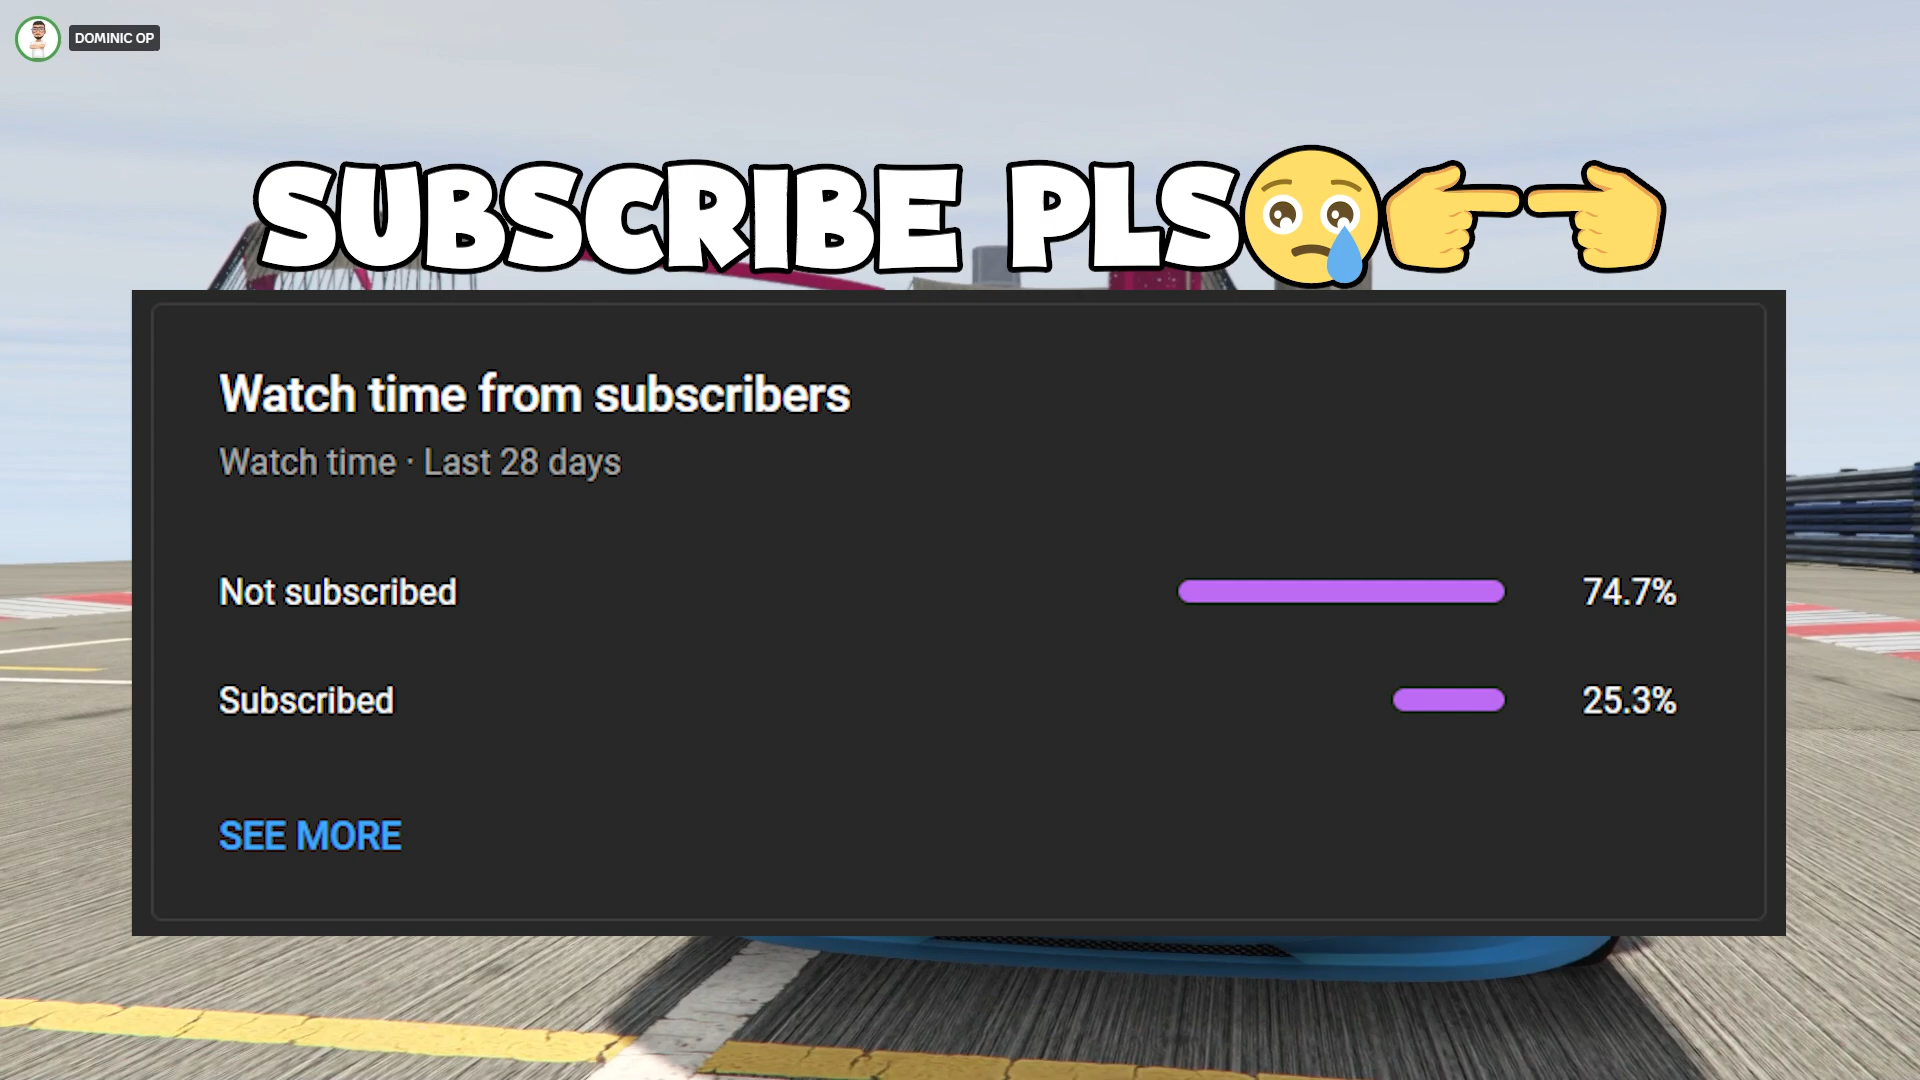 DOMINIC OP
SUBSCRIBE PLS🥲👉👈
Watch time from subscribers
Watch time · Last 28 days
Not subscribed 74.7%
Subscribed 25.3%
SEE MORE